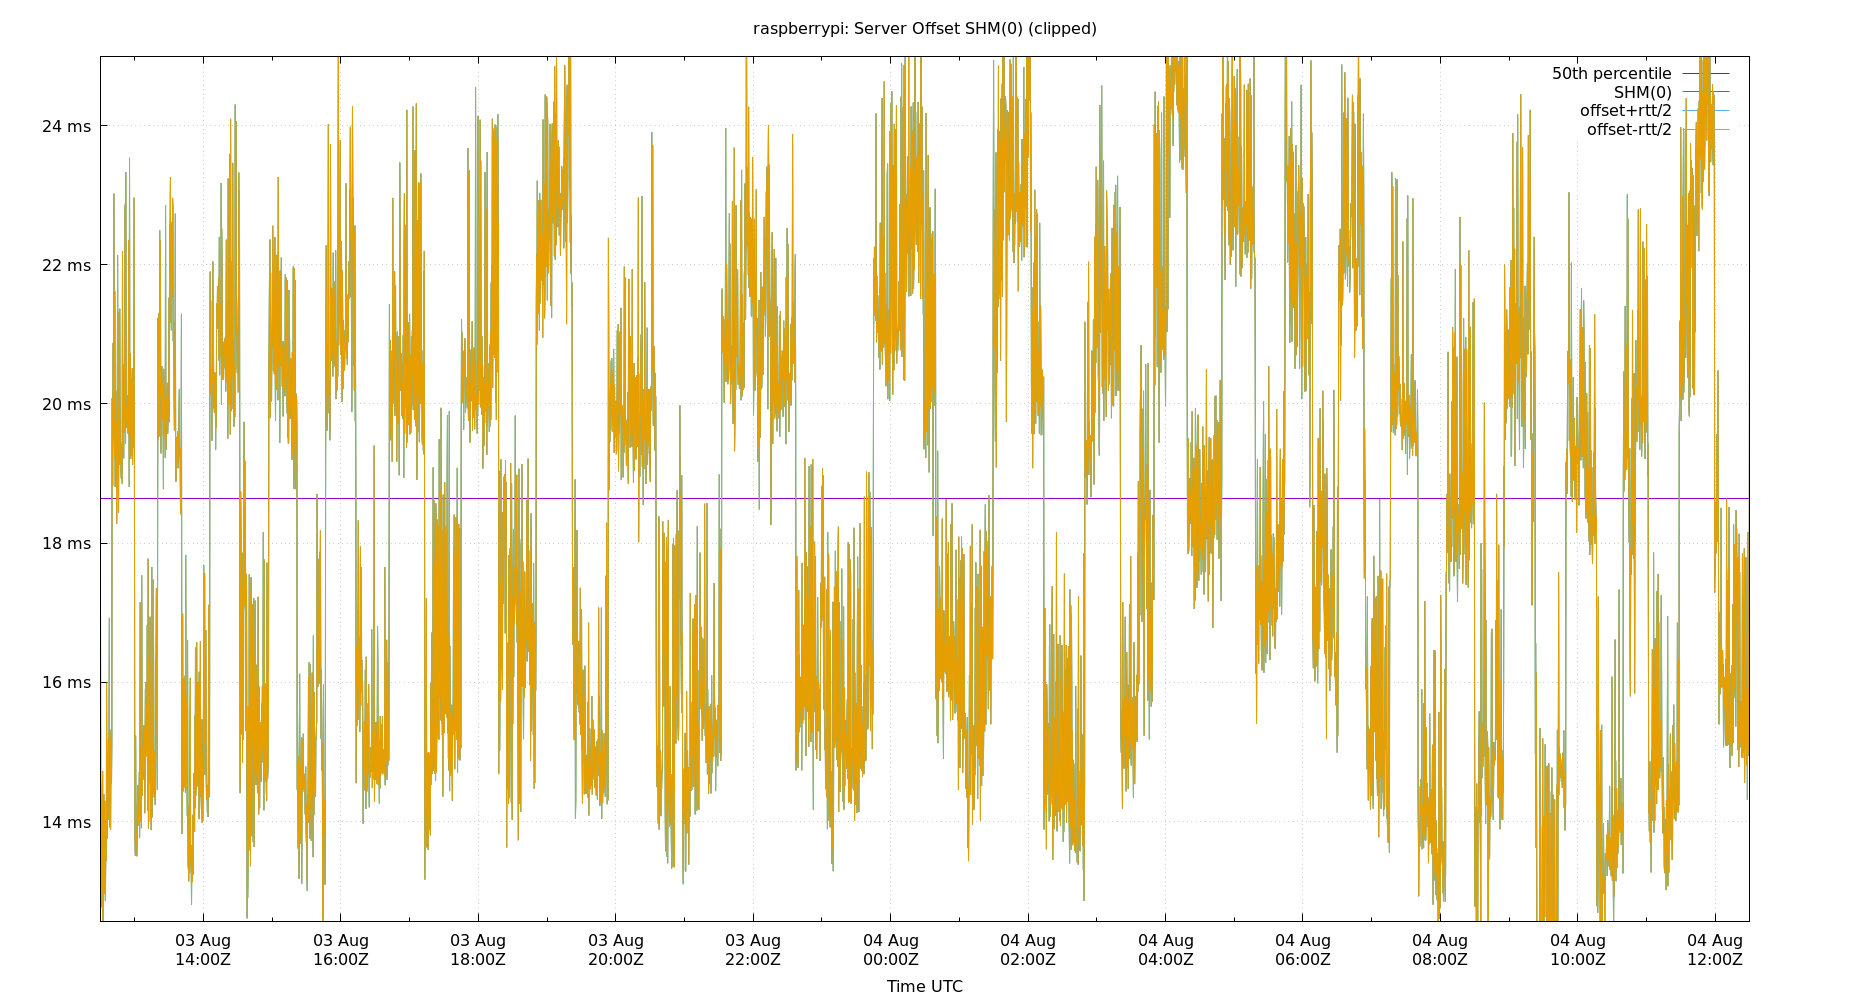 raspberrypi: Server Offset SHM(0) (clipped)
50th percentile
SHM(0)
offset+rtt/2
offset-rtt/2
24 ms
22 ms
20 ms
18 ms
16 ms
14 ms
03 Aug 03 Aug 03 Aug 03 Aug 03 Aug 04 Aug 04 Aug 04 Aug 04 Aug 04 Aug 04 Aug 04 Aug
14:00Z 16:00Z 18:00Z 20:00Z 22:00Z 00:00Z 02:00Z 04:00Z 06:00Z 08:00Z 10:00Z 12:00Z
Time UTC